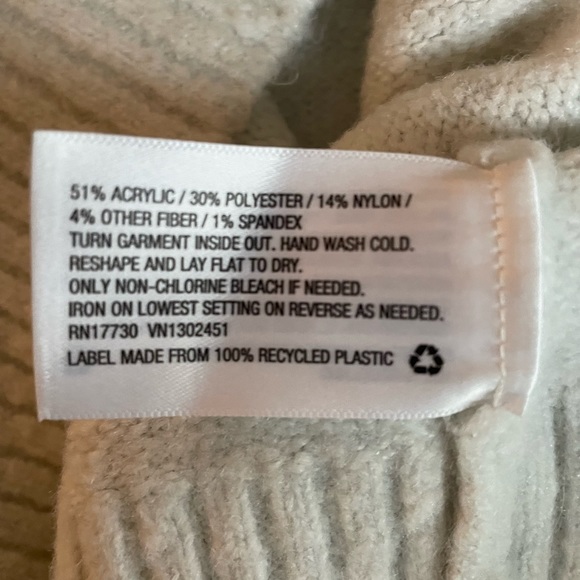 51% ACRYLIC / 30% POLYESTER / 14% NYLON /
4% OTHER FIBER / 1% SPANDEX
TURN GARMENT INSIDE OUT. HAND WASH COLD.
RESHAPE AND LAY FLAT TO DRY.
ONLY NON-CHLORINE BLEACH IF NEEDED.
IRON ON LOWEST SETTING ON REVERSE AS NEEDED.
RN17730 VN1302451
LABEL MADE FROM 100% RECYCLED PLASTIC